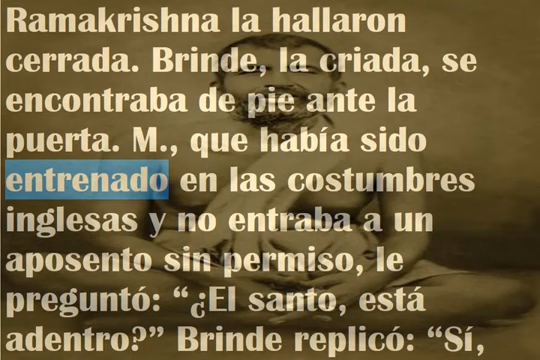 Ramakrishna la hallaron
cerrada. Brinde, la criada, se
encontraba de pie ante la
puerta. M., que había sido
entrenado en las costumbres
inglesas y no entraba a un
aposento sin permiso, le
preguntó: “¿El santo, está
adentro?” Brinde replicó: “Sí,